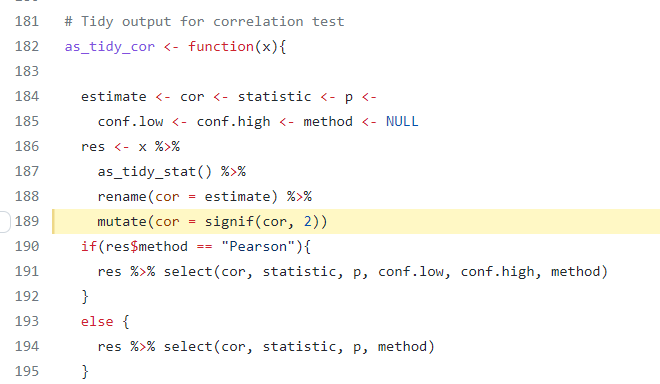 181 # Tidy output for correlation test
182 as_tidy_cor <- function(x){
183
184 estimate <- cor <- statistic <- p <-
185 conf.low <- conf.high <- method <- NULL
186 res <- x %>%
187 as_tidy_stat() %>%
188 rename(cor = estimate) %>%
189 mutate(cor = signif(cor, 2))
190 if(res$method == "Pearson"){
191 res %>% select(cor, statistic, p, conf.low, conf.high, method)
192 }
193 else {
194 res %>% select(cor, statistic, p, method)
195 }